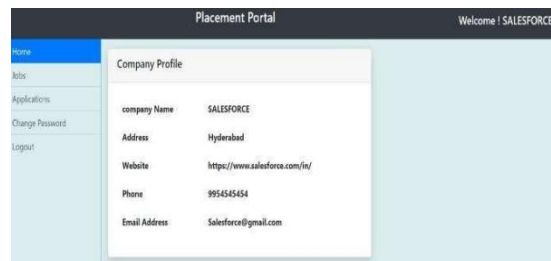 Placement Portal
Welcome ! SALESFORCE
Home
Jobs
Applications
Change Password
Logout
Company Profile
company Name SALESFORCE
Address Hyderabad
Website https://www.salesforce.com/in/
Phone 9954545454
Email Address Salesforce@gmail.com